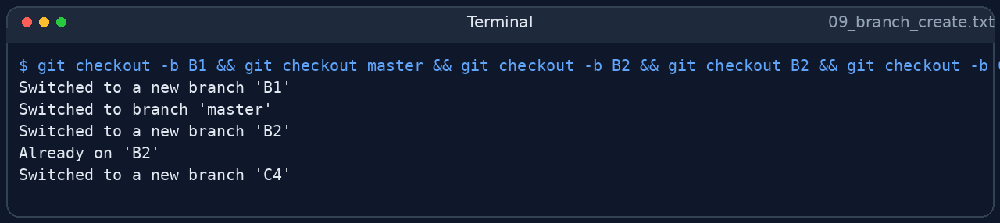 Terminal
09_branch_create.txt
$ git checkout -b B1 && git checkout master && git checkout -b B2 && git checkout B2 && git checkout -b
Switched to a new branch 'B1'
Switched to branch 'master'
Switched to a new branch 'B2'
Already on 'B2'
Switched to a new branch 'C4'